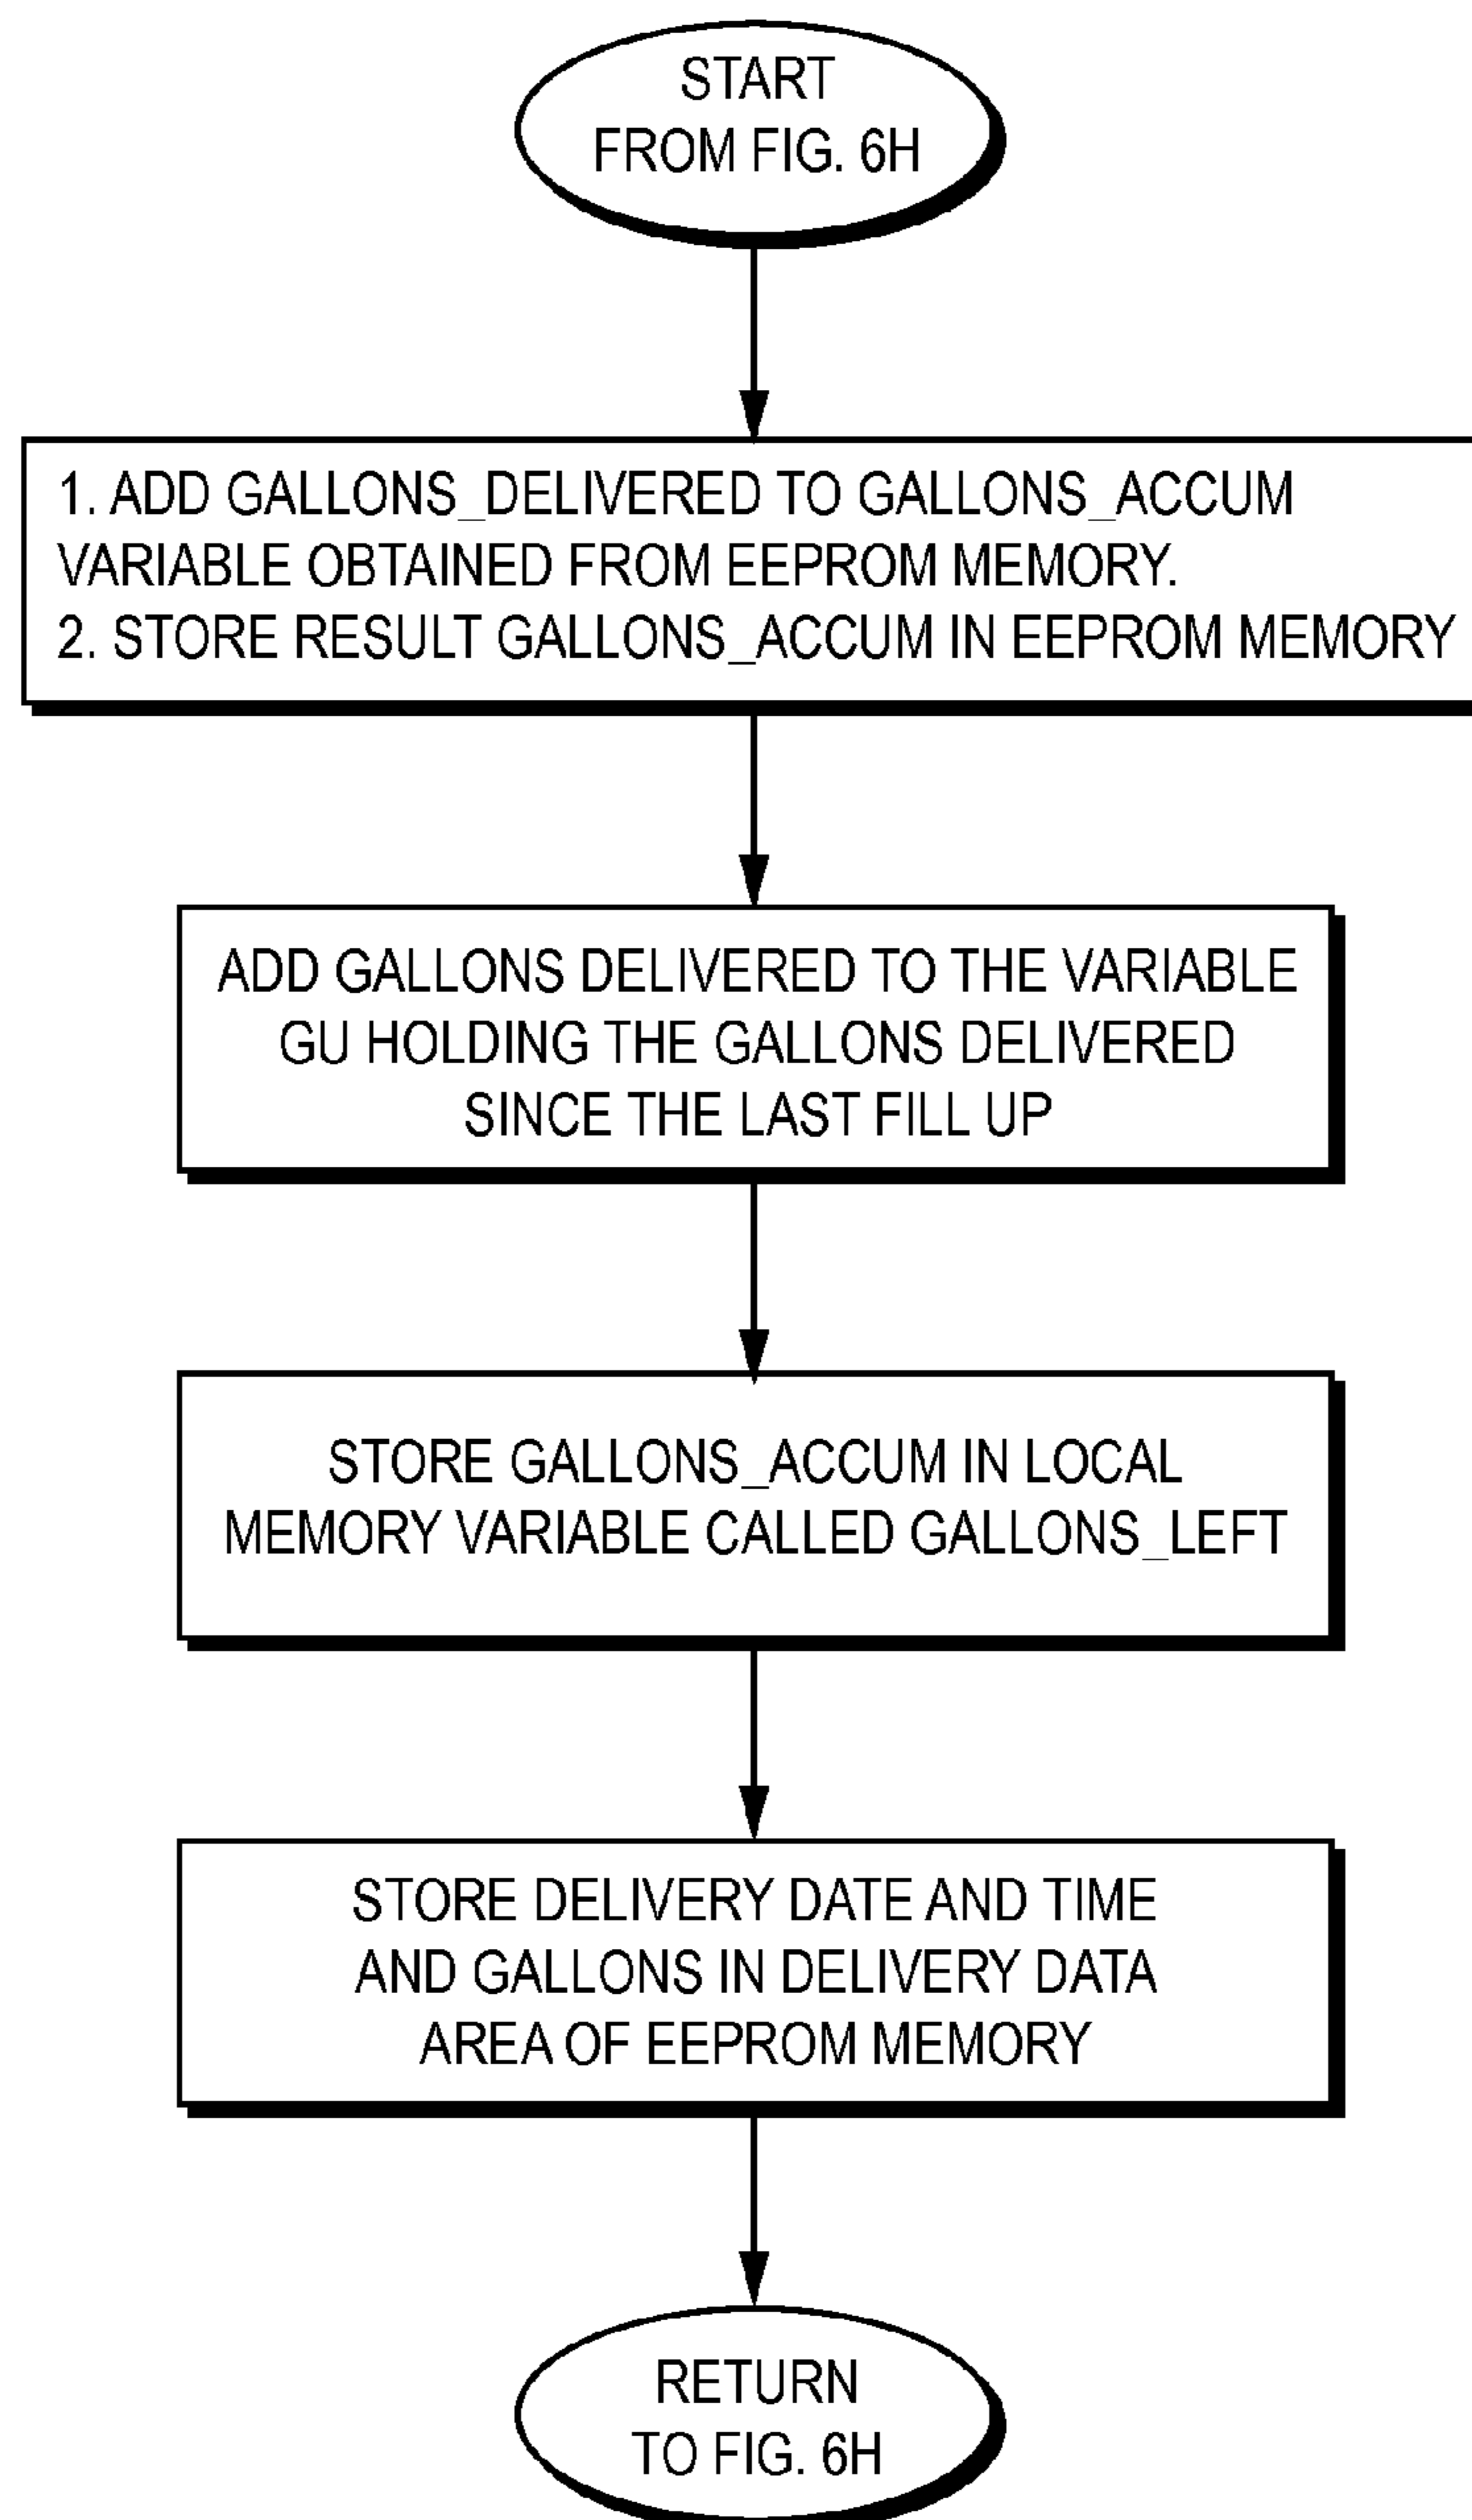 START
FROM FIG. 6H
1. ADD GALLONS_DELIVERED TO GALLONS_ACCUM
VARIABLE OBTAINED FROM EEPROM MEMORY.
2. STORE RESULT GALLONS_ACCUM IN EEPROM MEMORY
ADD GALLONS DELIVERED TO THE VARIABLE
GU HOLDING THE GALLONS DELIVERED
SINCE THE LAST FILL UP
STORE GALLONS_ACCUM IN LOCAL
MEMORY VARIABLE CALLED GALLONS_LEFT
STORE DELIVERY DATE AND TIME
AND GALLONS IN DELIVERY DATA
AREA OF EEPROM MEMORY
RETURN
TO FIG. 6H